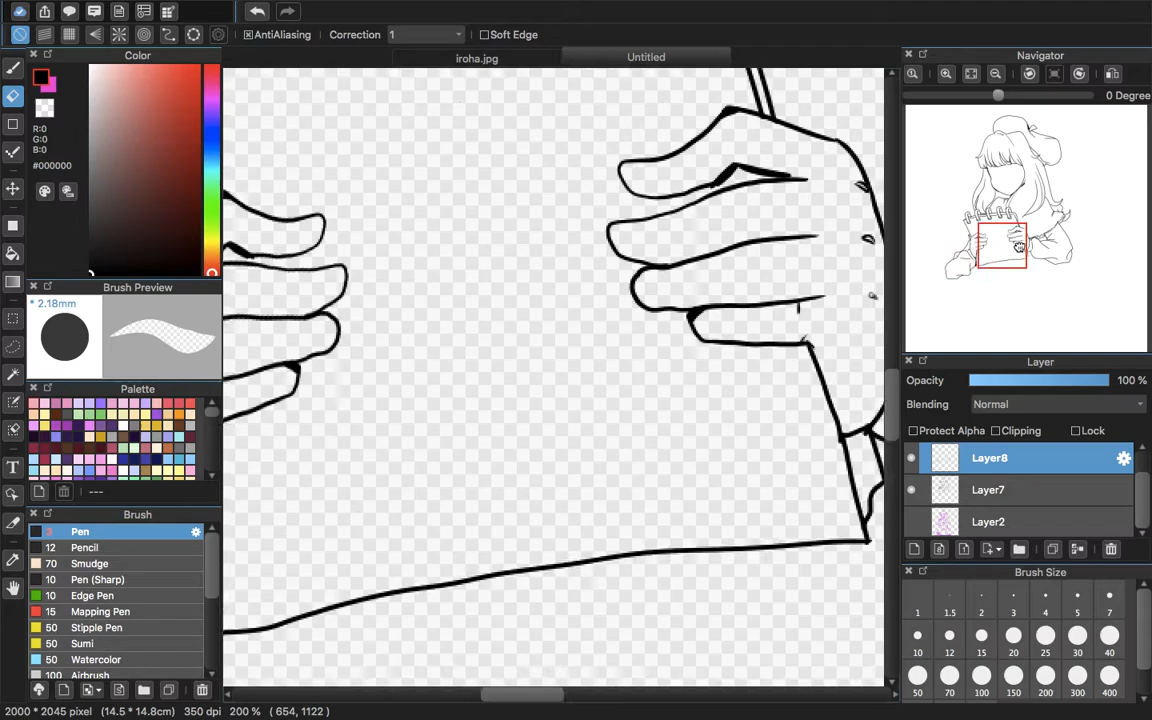 AntiAliasing Correction 1 Soft Edge
Color
iroha.jpg
Untitled
Navigator
0 Degree
R:0
G:0
B:0
#000000
Brush Preview
* 2.18mm
Palette
---
Brush
3 Pen
12 Pencil
70 Smudge
10 Pen (Sharp)
10 Edge Pen
15 Mapping Pen
50 Stipple Pen
50 Sumi
50 Watercolor
100 Airbrush
Layer
Opacity 100 %
Blending Normal
Protect Alpha Clipping Lock
Layer8
Layer7
Layer2
Brush Size
1 1.5 2 3 4 5 7
10 12 15 20 25 30 40
50 70 100 150 200 300 400
2000 * 2045 pixel (14.5 * 14.8cm) 350 dpi 200 % ( 654, 1122 )
T